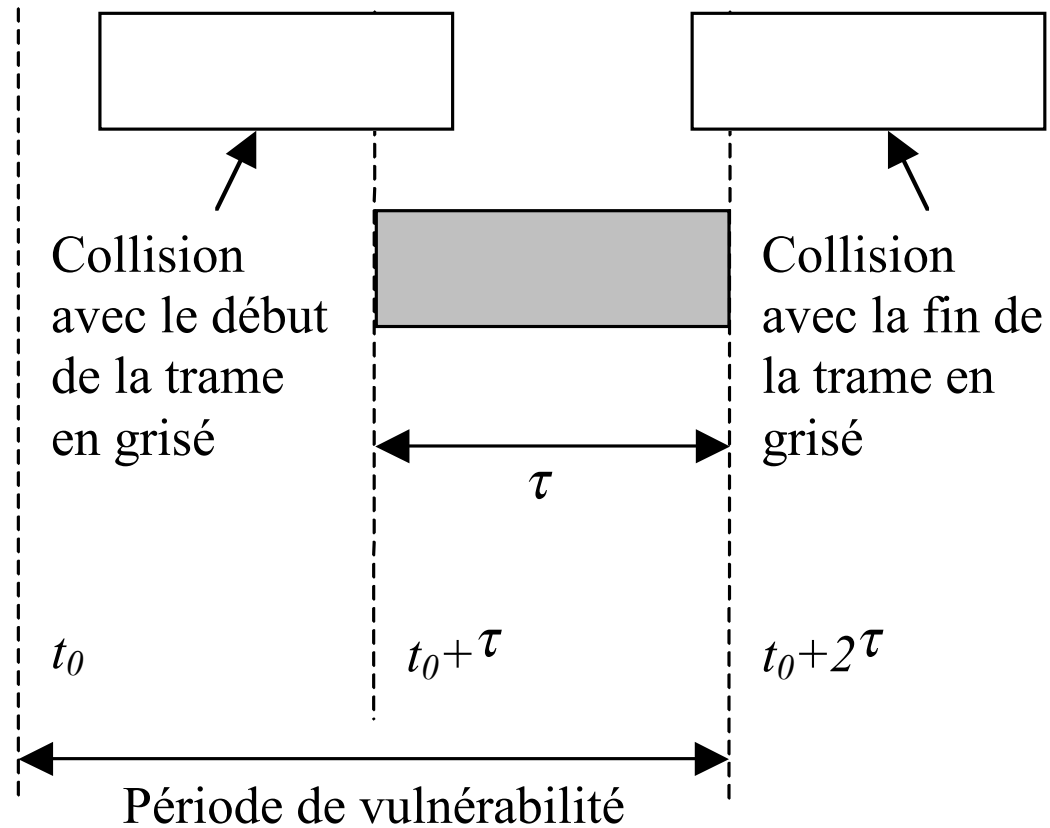 Collision
avec le début
de la trame
en grisé
Collision
avec la fin de
la trame en
grisé
τ
t0
t0+τ
t0+2τ
Période de vulnérabilité